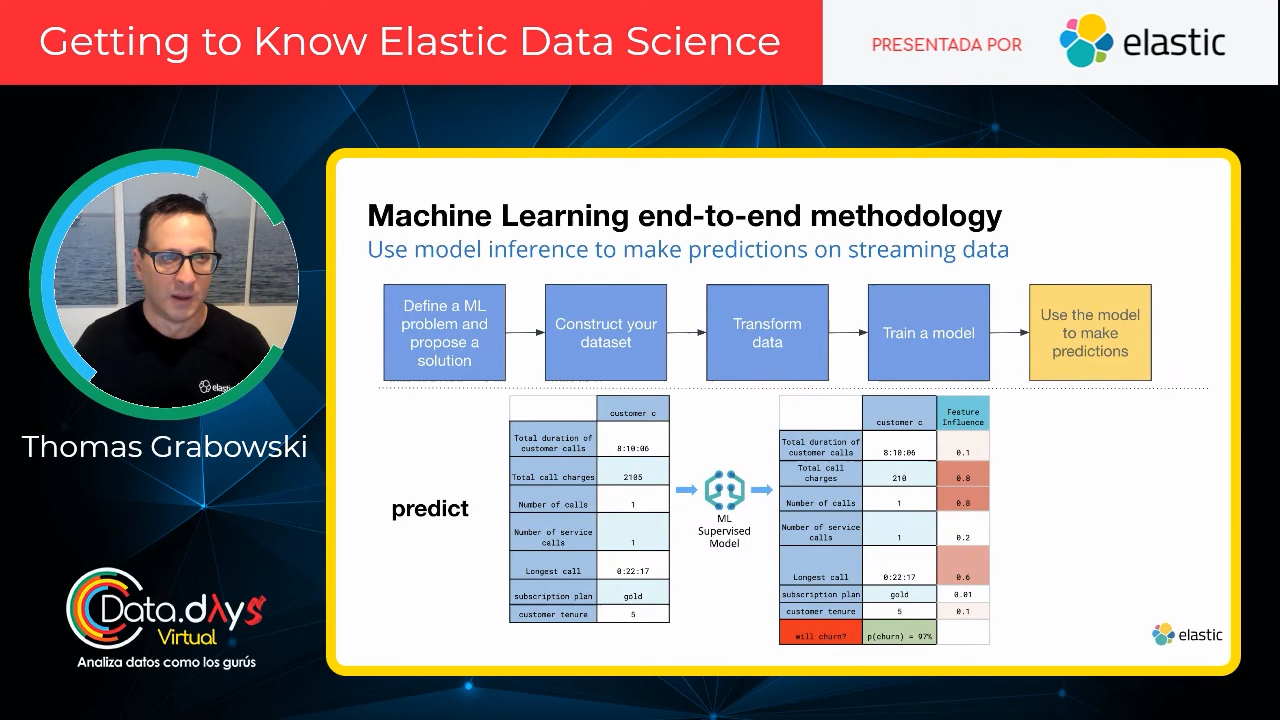 Getting to Know Elastic Data Science
PRESENTADA POR
elastic
Machine Learning end-to-end methodology
Use model inference to make predictions on streaming data
Define a ML
problem and
propose a
solution
Construct your
dataset
Transform
data
Train a model
Use the model
to make
predictions
elastic
Thomas Grabowski
predict
customer c
Total duration of
customer calls
8:10:06
Total call charges
2105
Number of calls
1
Number of service
calls
1
Longest call
0:22:17
subscription plan
gold
customer tenure
5
ML
Supervised
Model
customer c
Feature
Influence
Total duration of
customer calls
8:10:06
0.1
Total call
charges
210
0.8
Number of calls
1
0.8
Number of service
calls
1
0.2
Longest call
0:22:17
0.6
subscription plan
gold
0.01
customer tenure
5
0.1
will churn?
p(churn) = 97%
elastic
Data.dAys
Virtual
Analiza datos como los gurús